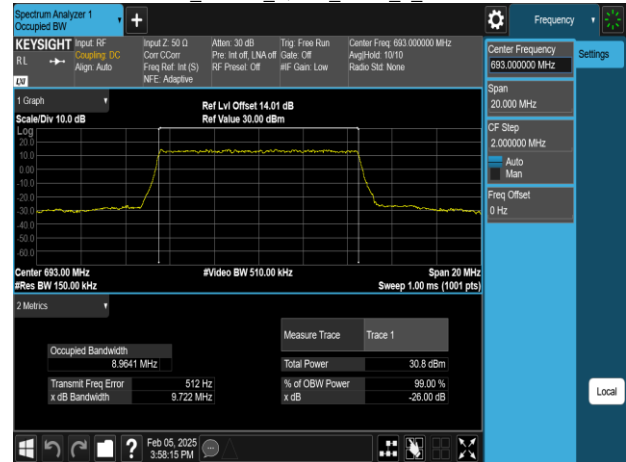 Spectrum Analyzer 1
Occupied BW
Frequency
KEYSIGHT
RL
LXI
Input: RF
Coupling: DC
Align: Auto
Input Z: 50 Ω
Corr CCorr
Freq Ref: Int (S)
NFE: Adaptive
Atten: 30 dB
Pre: Int off, LNA off
RF Presel: Off
Trig: Free Run
Gate: Off
#IF Gain: Low
Center Freq: 693.000000 MHz
Avg|Hold: 10/10
Radio Std: None
Center Frequency
693.000000 MHz
Settings
Span
20.000 MHz
CF Step
2.000000 MHz
Auto
Man
Freq Offset
0 Hz
1 Graph
Scale/Div 10.0 dB
Ref Lvl Offset 14.01 dB
Ref Value 30.00 dBm
Log
20.0
10.0
0.00
-10.0
-20.0
-30.0
-40.0
-50.0
-60.0
Center 693.00 MHz
#Video BW 510.00 kHz
Span 20 MHz
#Res BW 150.00 kHz
Sweep 1.00 ms (1001 pts)
2 Metrics
Measure Trace
Trace 1
Occupied Bandwidth
8.9641 MHz
Total Power
30.8 dBm
Transmit Freq Error
512 Hz
% of OBW Power
99.00 %
x dB Bandwidth
9.722 MHz
x dB
-26.00 dB
Local
Feb 05, 2025
3:58:15 PM